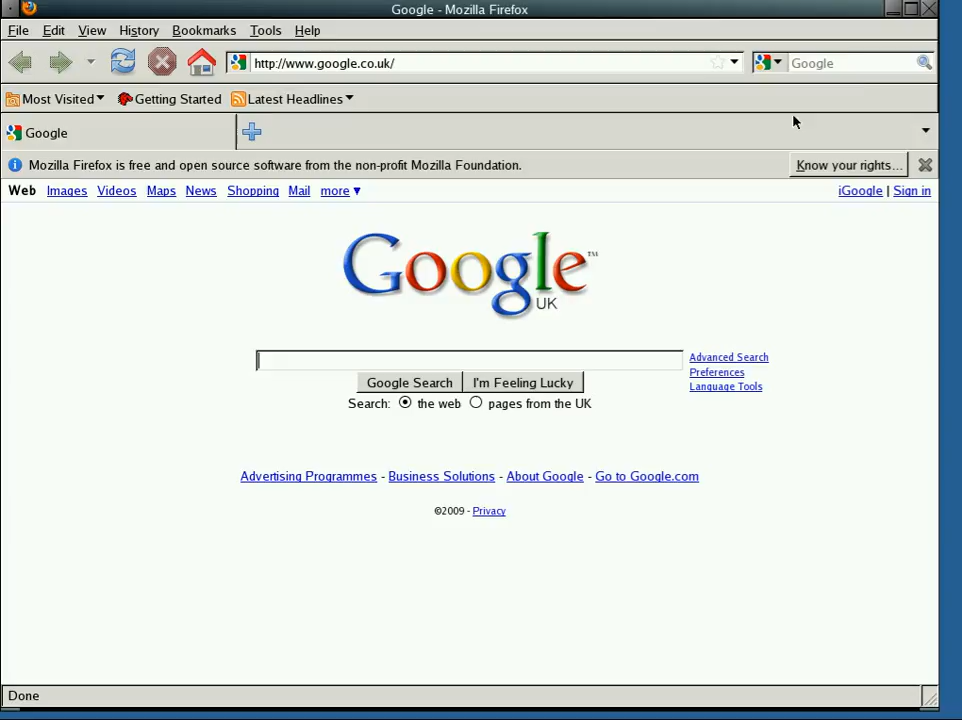 Google - Mozilla Firefox
File Edit View History Bookmarks Tools Help
http://www.google.co.uk/ Google
Most Visited Getting Started Latest Headlines
Google
Mozilla Firefox is free and open source software from the non-profit Mozilla Foundation. Know your rights...
Web Images Videos Maps News Shopping Mail more ▼ iGoogle | Sign in
Google™
UK
Advanced Search
Preferences
Language Tools
Google Search I'm Feeling Lucky
Search: the web pages from the UK
Advertising Programmes - Business Solutions - About Google - Go to Google.com
©2009 - Privacy
Done